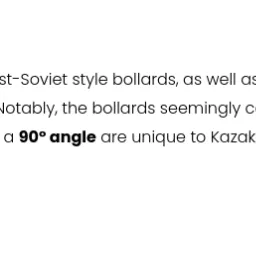 st-Soviet style bollards, as well as
Notably, the bollards seemingly c
a 90° angle are unique to Kazak